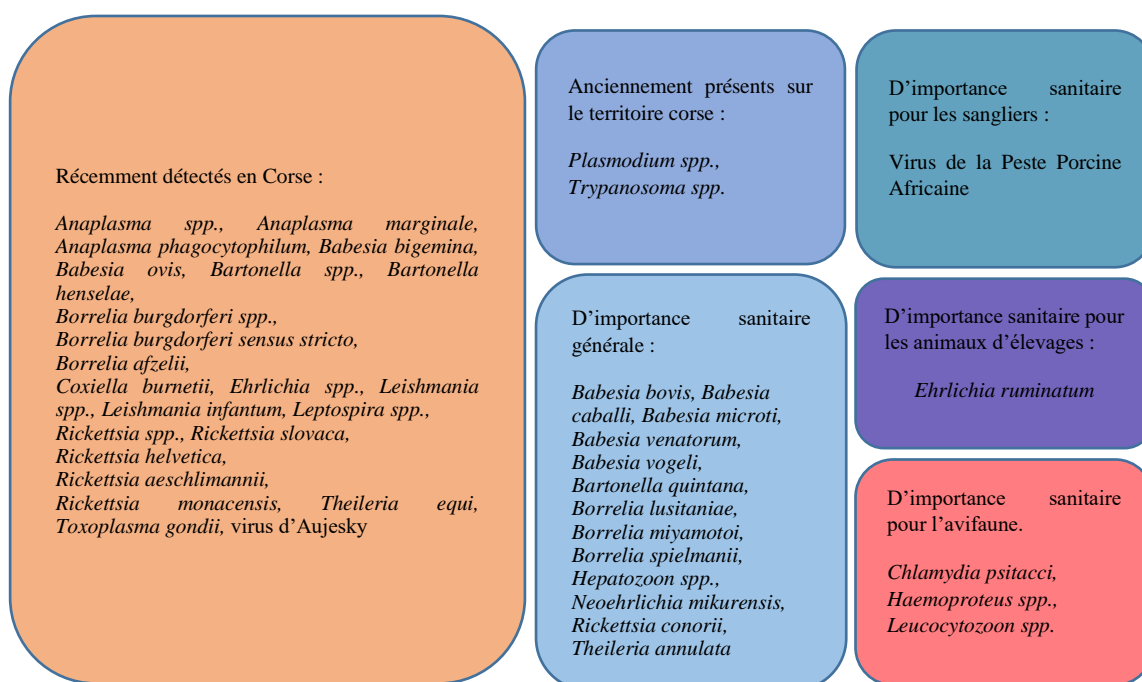 Récemment détectés en Corse :
Anaplasma spp., Anaplasma marginale,
Anaplasma phagocytophilum, Babesia bigemina,
Babesia ovis, Bartonella spp., Bartonella
henselae,
Borrelia burgdorferi spp.,
Borrelia burgdorferi sensus stricto,
Borrelia afzelii,
Coxiella burnetii, Ehrlichia spp., Leishmania
spp., Leishmania infantum, Leptospira spp.,
Rickettsia spp., Rickettsia slovaca,
Rickettsia helvetica,
Rickettsia aeschlimannii,
Rickettsia monacensis, Theileria equi,
Toxoplasma gondii, virus d’Aujesky
Anciennement présents sur
le territoire corse :
Plasmodium spp.,
Trypanosoma spp.
D’importance sanitaire
pour les sangliers :
Virus de la Peste Porcine
Africaine
D’importance sanitaire
générale :
Babesia bovis, Babesia
caballi, Babesia microti,
Babesia venatorum,
Babesia vogeli,
Bartonella quintana,
Borrelia lusitaniae,
Borrelia miyamotoi,
Borrelia spielmanii,
Hepatozoon spp.,
Neoehrlichia mikurensis,
Rickettsia conorii,
Theileria annulata
D’importance sanitaire pour
les animaux d’élevages :
Ehrlichia ruminatum
D’importance sanitaire
pour l’avifaune.
Chlamydia psitacci,
Haemoproteus spp.,
Leucocytozoon spp.